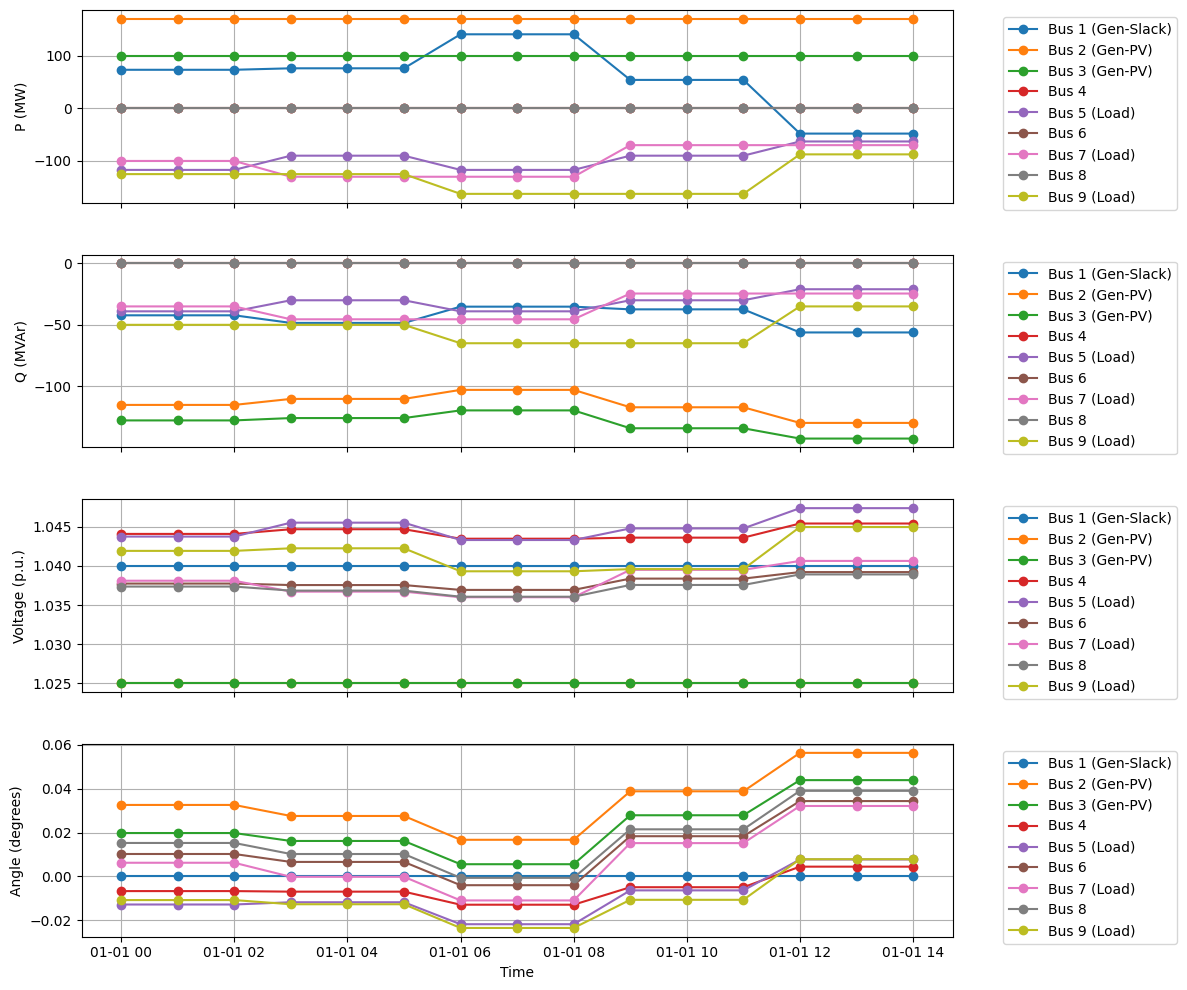 P (MW)
100
0
−100
Bus 1 (Gen-Slack)
Bus 2 (Gen-PV)
Bus 3 (Gen-PV)
Bus 4
Bus 5 (Load)
Bus 6
Bus 7 (Load)
Bus 8
Bus 9 (Load)
Q (MVAr)
0
−50
−100
Bus 1 (Gen-Slack)
Bus 2 (Gen-PV)
Bus 3 (Gen-PV)
Bus 4
Bus 5 (Load)
Bus 6
Bus 7 (Load)
Bus 8
Bus 9 (Load)
Voltage (p.u.)
1.045
1.040
1.035
1.030
1.025
Bus 1 (Gen-Slack)
Bus 2 (Gen-PV)
Bus 3 (Gen-PV)
Bus 4
Bus 5 (Load)
Bus 6
Bus 7 (Load)
Bus 8
Bus 9 (Load)
Angle (degrees)
0.06
0.04
0.02
0.00
−0.02
Bus 1 (Gen-Slack)
Bus 2 (Gen-PV)
Bus 3 (Gen-PV)
Bus 4
Bus 5 (Load)
Bus 6
Bus 7 (Load)
Bus 8
Bus 9 (Load)
01-01 00 01-01 02 01-01 04 01-01 06 01-01 08 01-01 10 01-01 12 01-01 14
Time